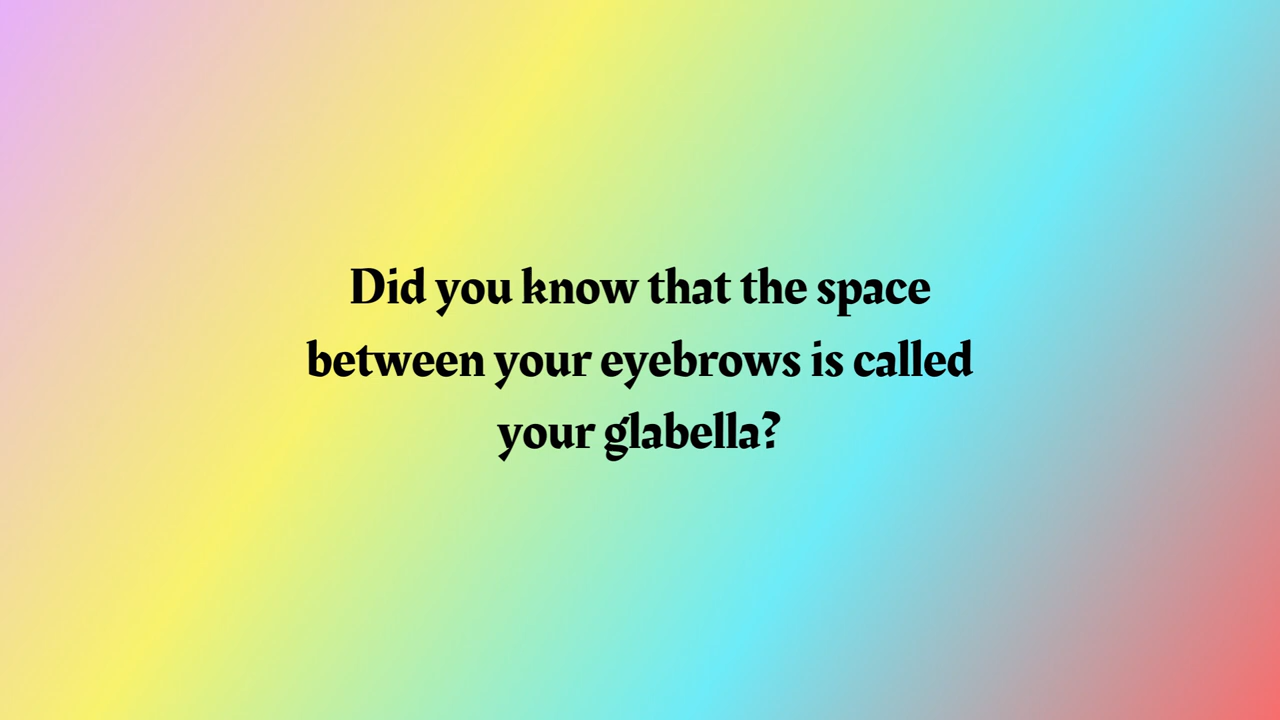 Did you know that the space
between your eyebrows is called
your glabella?